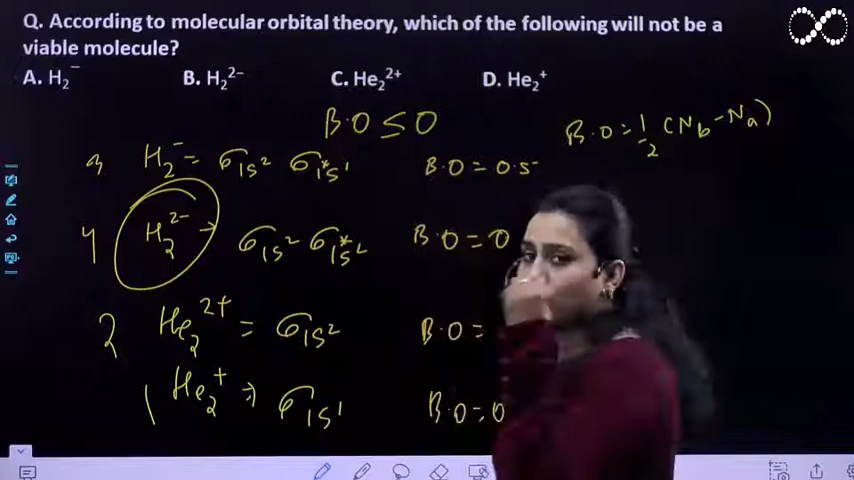 Q. According to molecular orbital theory, which of the following will not be a
viable molecule?
A. H₂⁻ B. H₂²⁻ C. He₂²⁺ D. He₂⁺
B·O ≤ 0
B·O = 1/2 (Nb - Na)
3 H₂⁻ = σ1s² σ*1s¹ B·O = 0.5
4 H₂²⁻ → σ1s² σ*1s² B·O = 0
2 He₂²⁺ = σ1s² B·O =
1 He₂⁺ ⇒ σ1s¹ B·O = 0